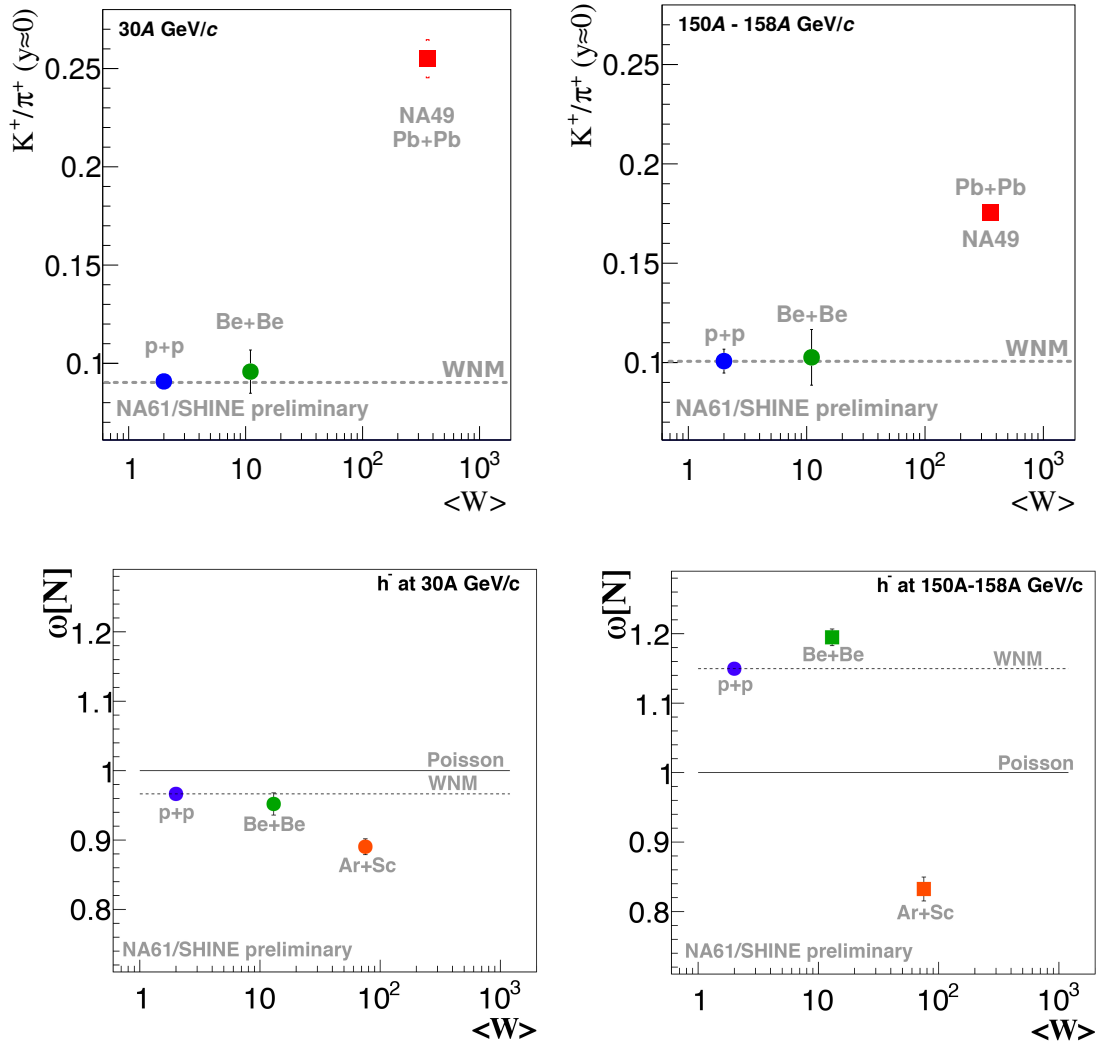 30A GeV/c
K⁺/π⁺ (y≈0)
0.25
0.2
0.15
0.1
NA49
Pb+Pb
Be+Be
p+p
WNM
NA61/SHINE preliminary
1 10 10² 10³
<W>
150A - 158A GeV/c
K⁺/π⁺ (y≈0)
0.25
0.2
0.15
0.1
Pb+Pb
NA49
Be+Be
p+p
WNM
NA61/SHINE preliminary
1 10 10² 10³
<W>
h⁻ at 30A GeV/c
ω[N]
1.2
1.1
1
0.9
0.8
Poisson
WNM
p+p
Be+Be
Ar+Sc
NA61/SHINE preliminary
1 10 10² 10³
<W>
h⁻ at 150A-158A GeV/c
ω[N]
1.2
1.1
1
0.9
0.8
Be+Be
WNM
p+p
Poisson
Ar+Sc
NA61/SHINE preliminary
1 10 10² 10³
<W>